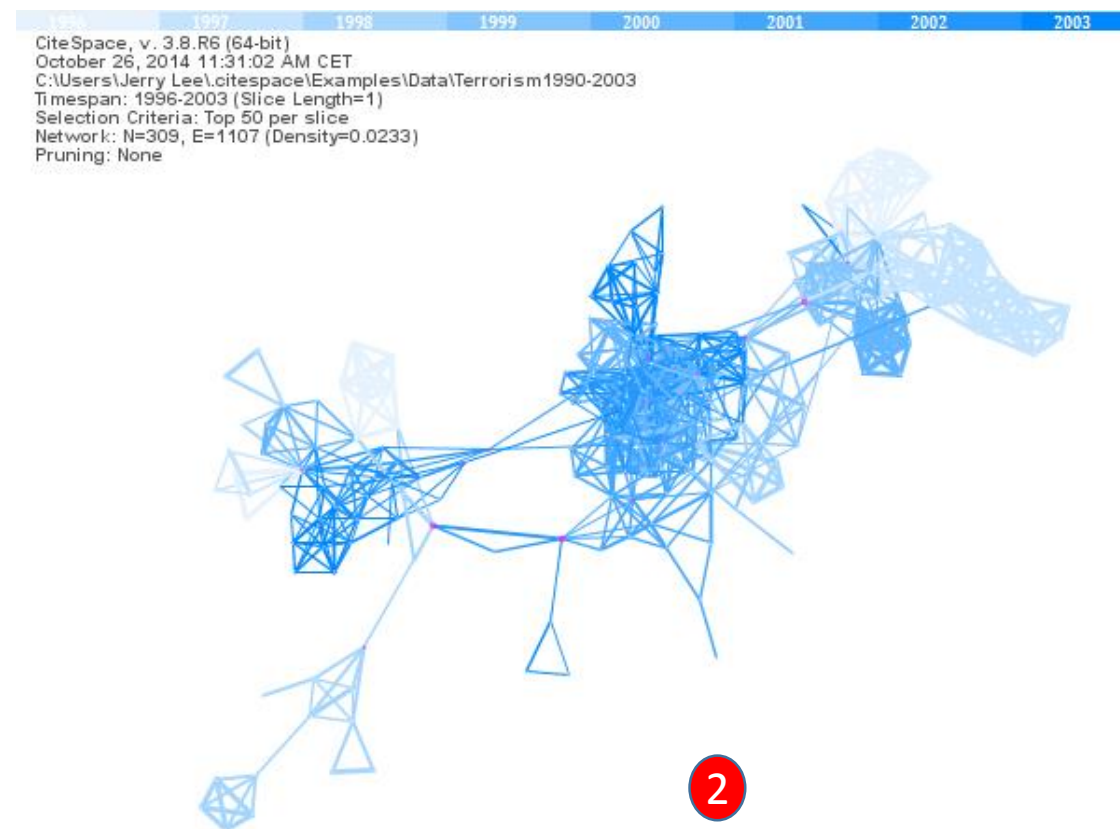 1996 1997 1998 1999 2000 2001 2002 2003
CiteSpace, v. 3.8.R6 (64-bit)
October 26, 2014 11:31:02 AM CET
C:\Users\Jerry Lee\.citespace\Examples\Data\Terrorism1990-2003
Timespan: 1996-2003 (Slice Length=1)
Selection Criteria: Top 50 per slice
Network: N=309, E=1107 (Density=0.0233)
Pruning: None
2